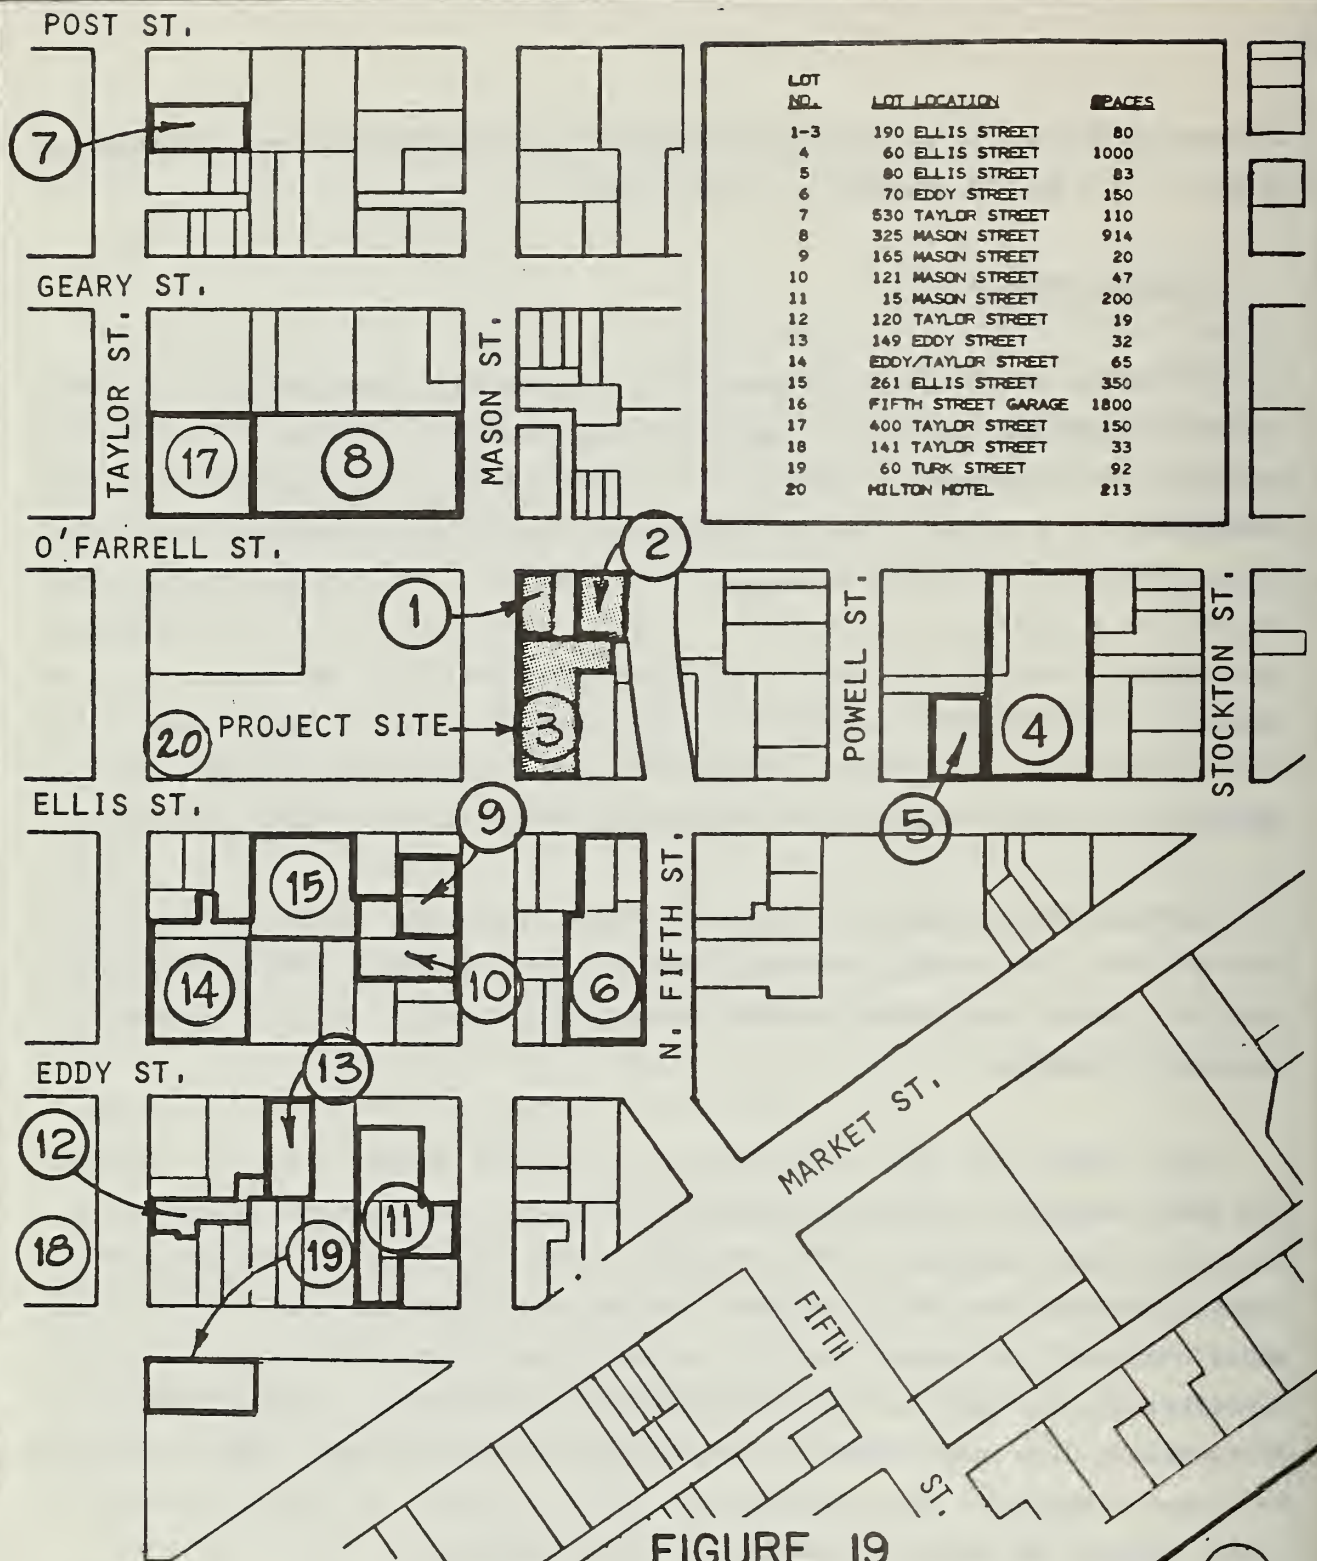 POST ST.
LOT
NO. LOT LOCATION SPACES
1-3 190 ELLIS STREET 80
4 60 ELLIS STREET 1000
5 80 ELLIS STREET 83
6 70 EDDY STREET 150
7 530 TAYLOR STREET 110
8 325 MASON STREET 914
9 165 MASON STREET 20
10 121 MASON STREET 47
11 15 MASON STREET 200
12 120 TAYLOR STREET 19
13 149 EDDY STREET 32
14 EDDY/TAYLOR STREET 65
15 261 ELLIS STREET 350
16 FIFTH STREET GARAGE 1800
17 400 TAYLOR STREET 150
18 141 TAYLOR STREET 33
19 60 TURK STREET 92
20 HILTON HOTEL 213
7
GEARY ST.
TAYLOR ST.
MASON ST.
17
8
O'FARRELL ST.
2
1
POWELL ST.
STOCKTON ST.
20 PROJECT SITE
3
4
ELLIS ST.
9
5
15
N. FIFTH ST.
14
10
6
EDDY ST.
13
MARKET ST.
12
11
18
19
FIFTH
ST.
FIGURE 19